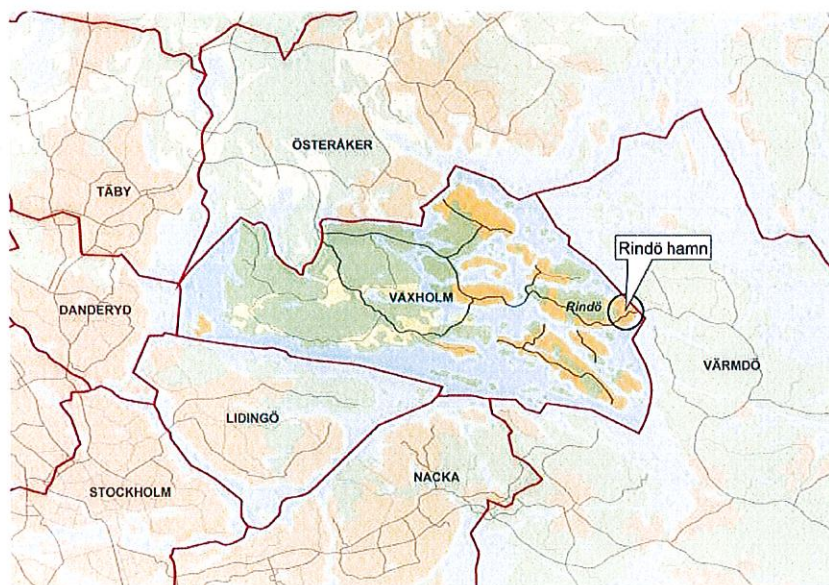 ÖSTERÅKER
TÄBY
Rindö hamn
DANDERYD
VAXHOLM
Rindö
VÄRMDÖ
LIDINGÖ
STOCKHOLM
NACKA